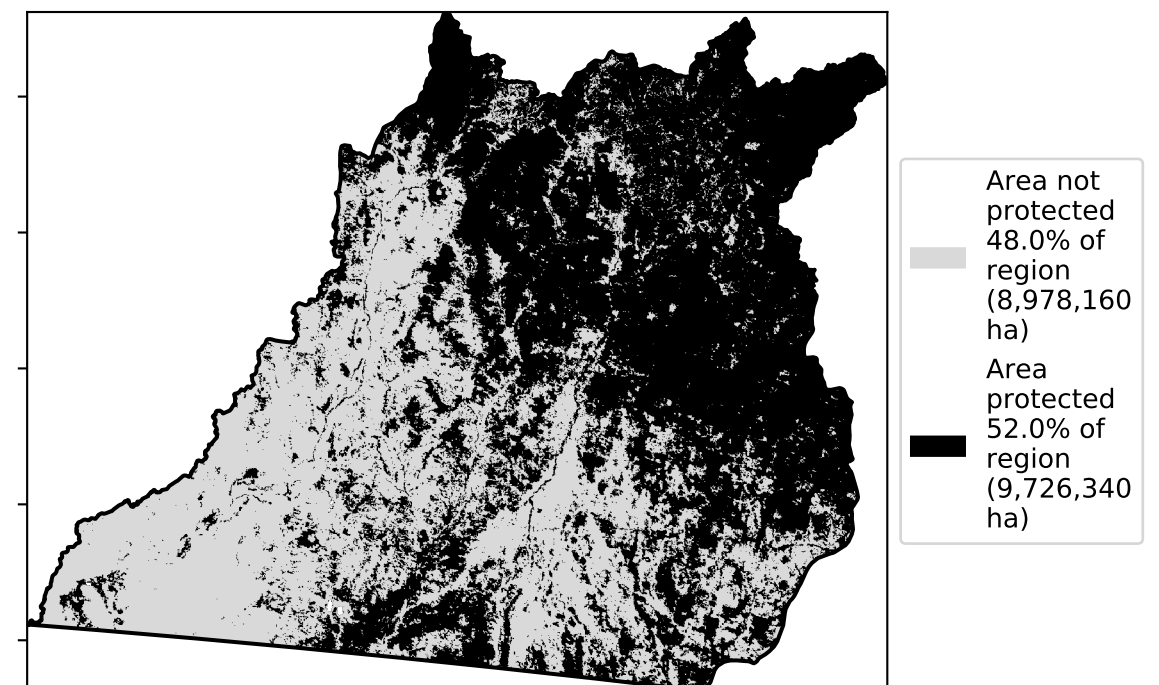 Area not
protected
48.0% of
region
(8,978,160
ha)
Area
protected
52.0% of
region
(9,726,340
ha)